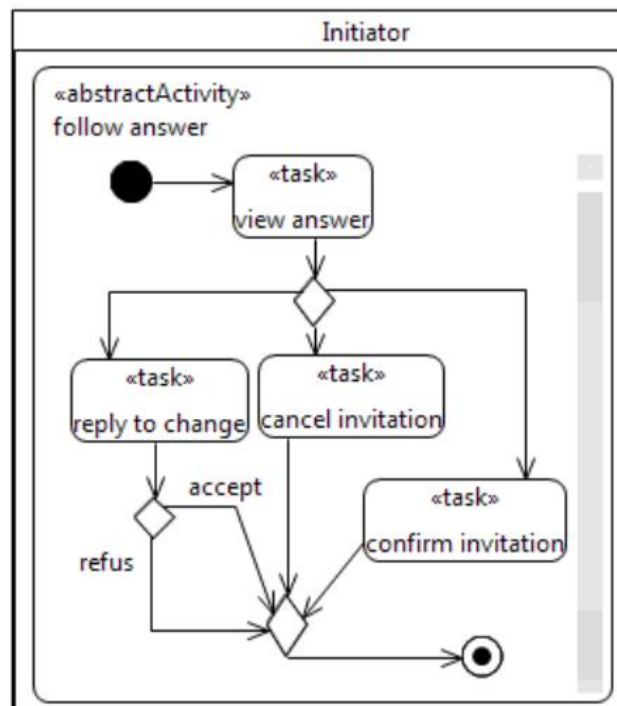 Initiator
«abstractActivity»
follow answer
«task»
view answer
«task»
reply to change
«task»
cancel invitation
accept
«task»
confirm invitation
refus